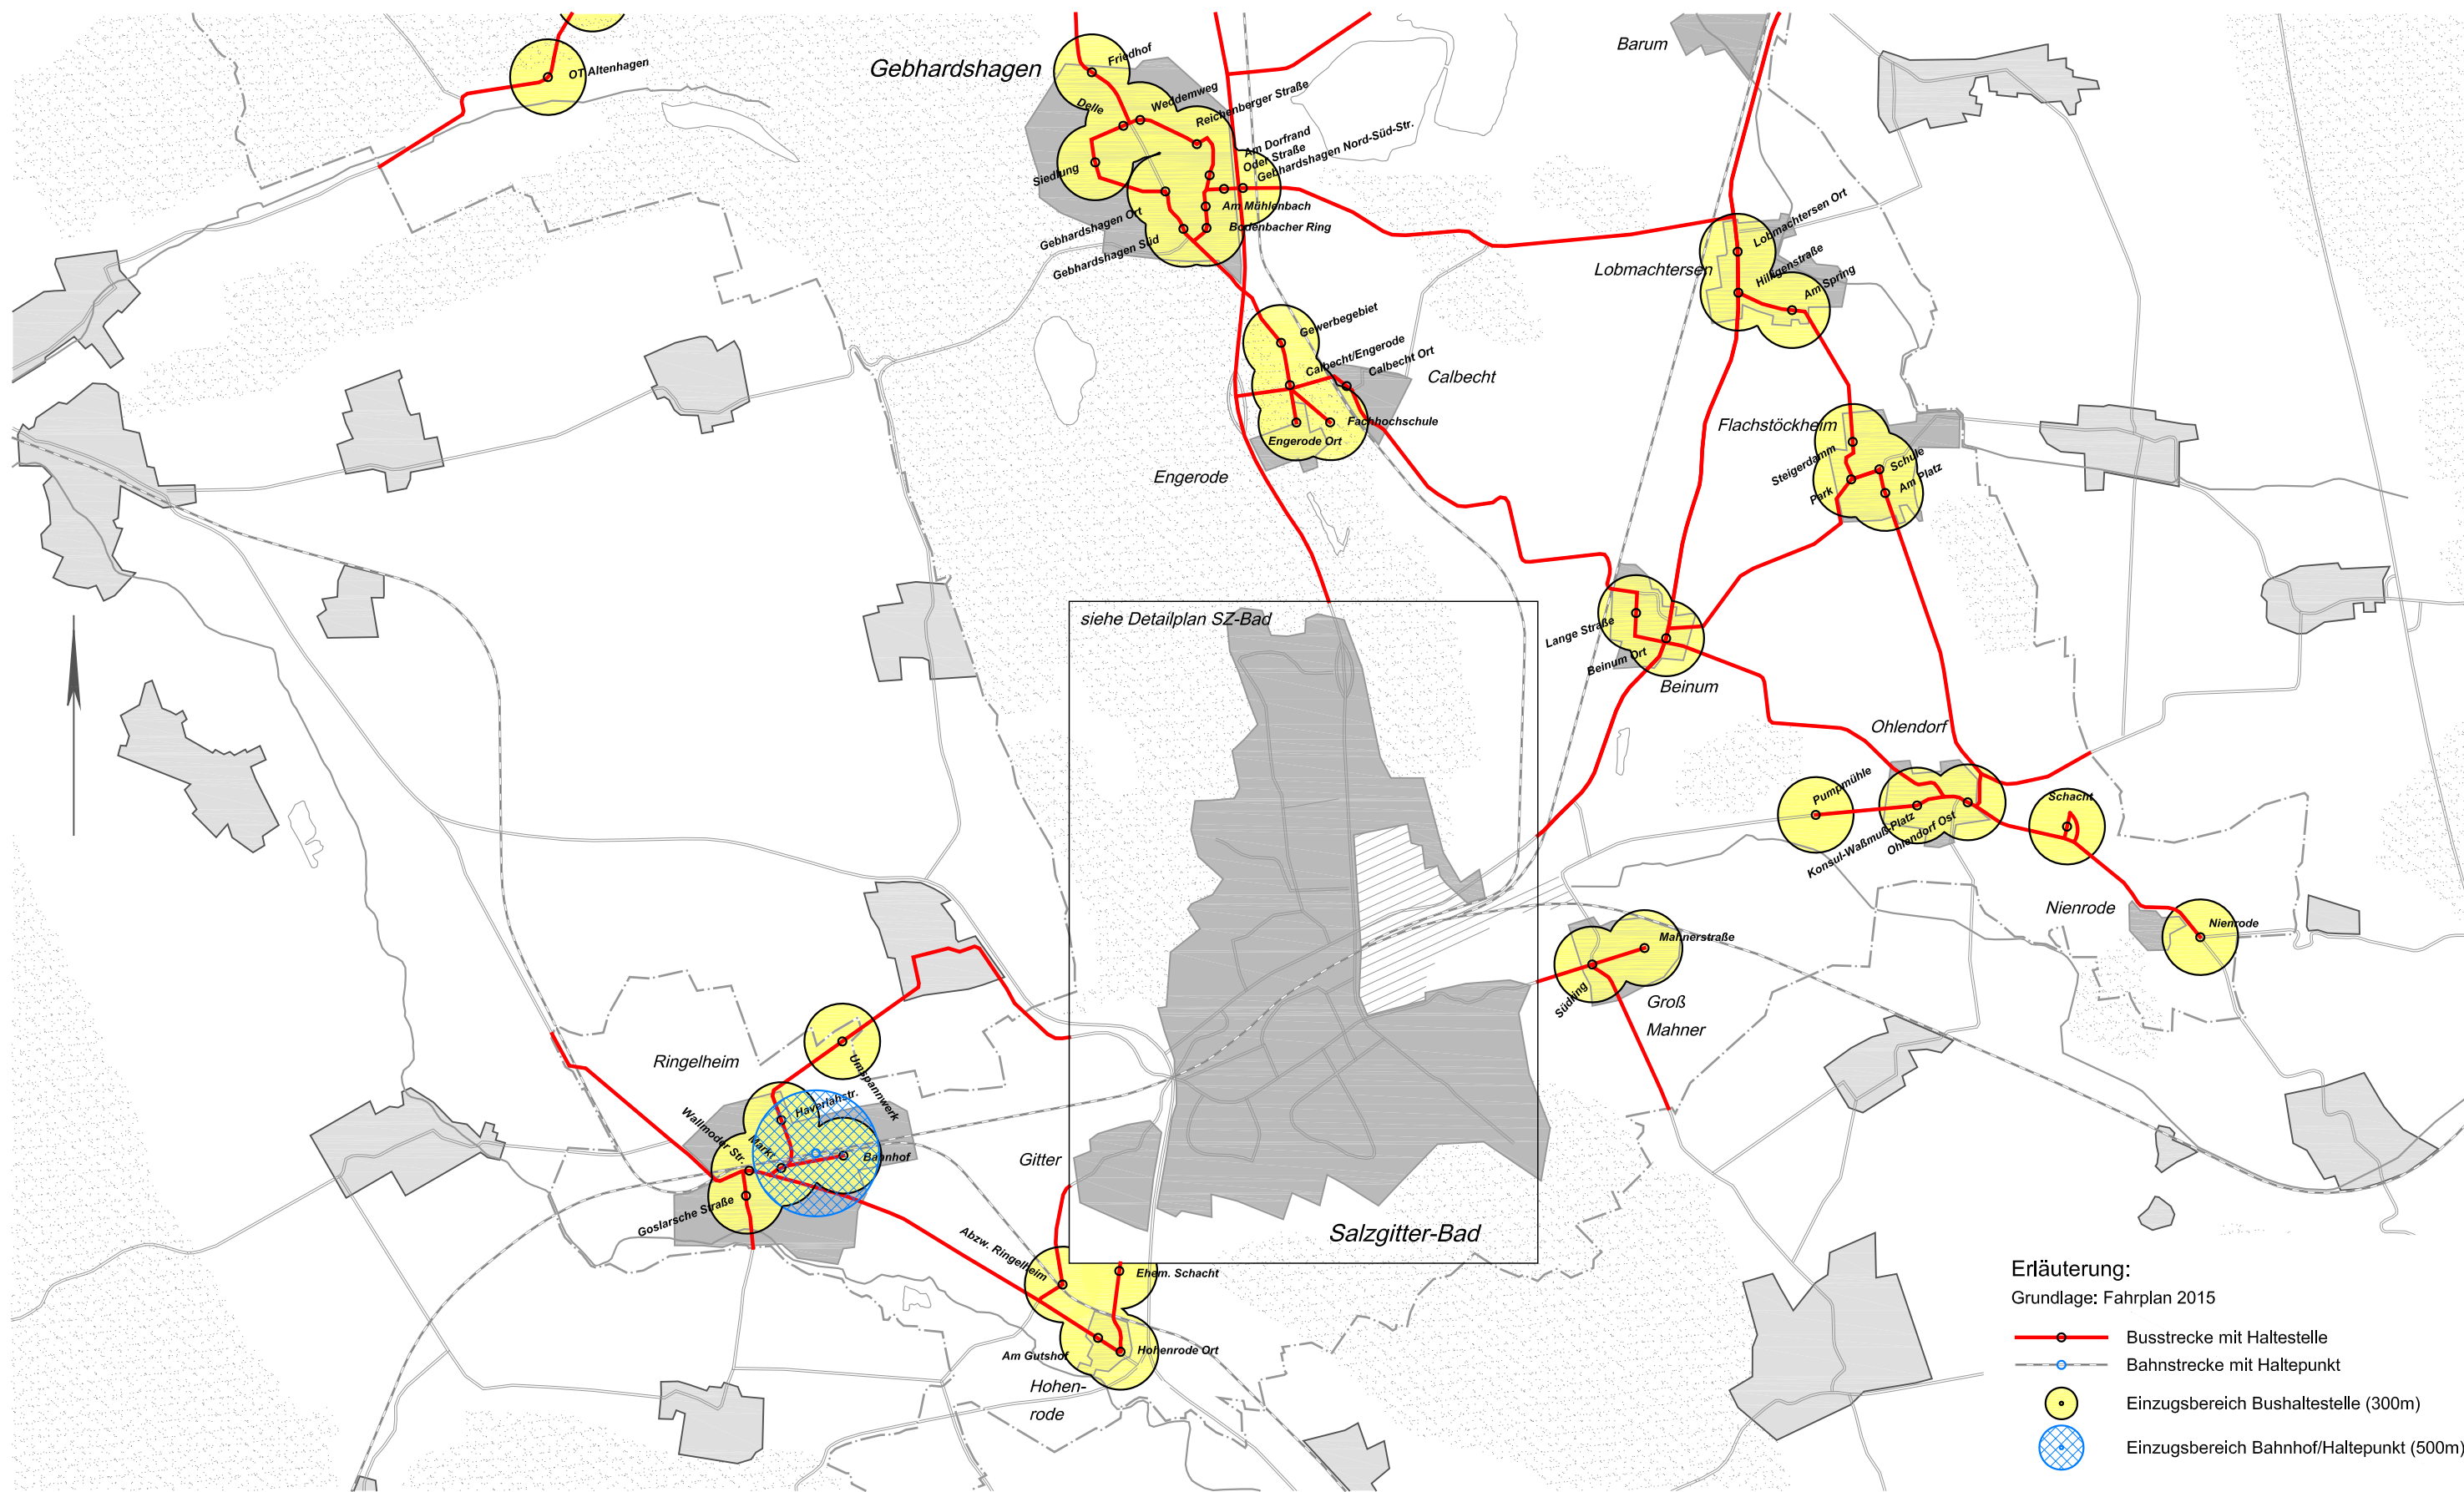 OT Altenhagen
Gebhardshagen
Friedhof
Barum
Delle
Weddemweg
Reichenberger Straße
Am Dorfrand
Oder Straße
Gebhardshagen Nord-Süd-Str.
Siedlung
Am Mühlenbach
Gebhardshagen Ort
Bodenbacher Ring
Gebhardshagen Süd
Lobmachtersen Ort
Lobmachtersen
Hilligenstraße
Am Spring
Gewerbegebiet
Calbecht/Engerode
Calbecht Ort
Calbecht
Fachhochschule
Engerode Ort
Engerode
Flachstöckheim
Steigerdamm
Schule
Park
Am Platz
siehe Detailplan SZ-Bad
Lange Straße
Beinum Ort
Beinum
Ohlendorf
Pumpmühle
Schacht
Konsul-Waßmuß-Platz
Ohlendorf Ost
Nienrode
Nienrode
Mahnerstraße
Südring
Groß
Mahner
Ringelheim
Umspannwerk
Haverlahstr.
Wallmoder Str.
Markt
Bahnhof
Gitter
Goslarsche Straße
Salzgitter-Bad
Abzw. Ringelheim
Ehem. Schacht
Am Gutshof
Hohenrode Ort
Hohen-
rode
Erläuterung:
Grundlage: Fahrplan 2015
Busstrecke mit Haltestelle
Bahnstrecke mit Haltepunkt
Einzugsbereich Bushaltestelle (300m)
Einzugsbereich Bahnhof/Haltepunkt (500m)